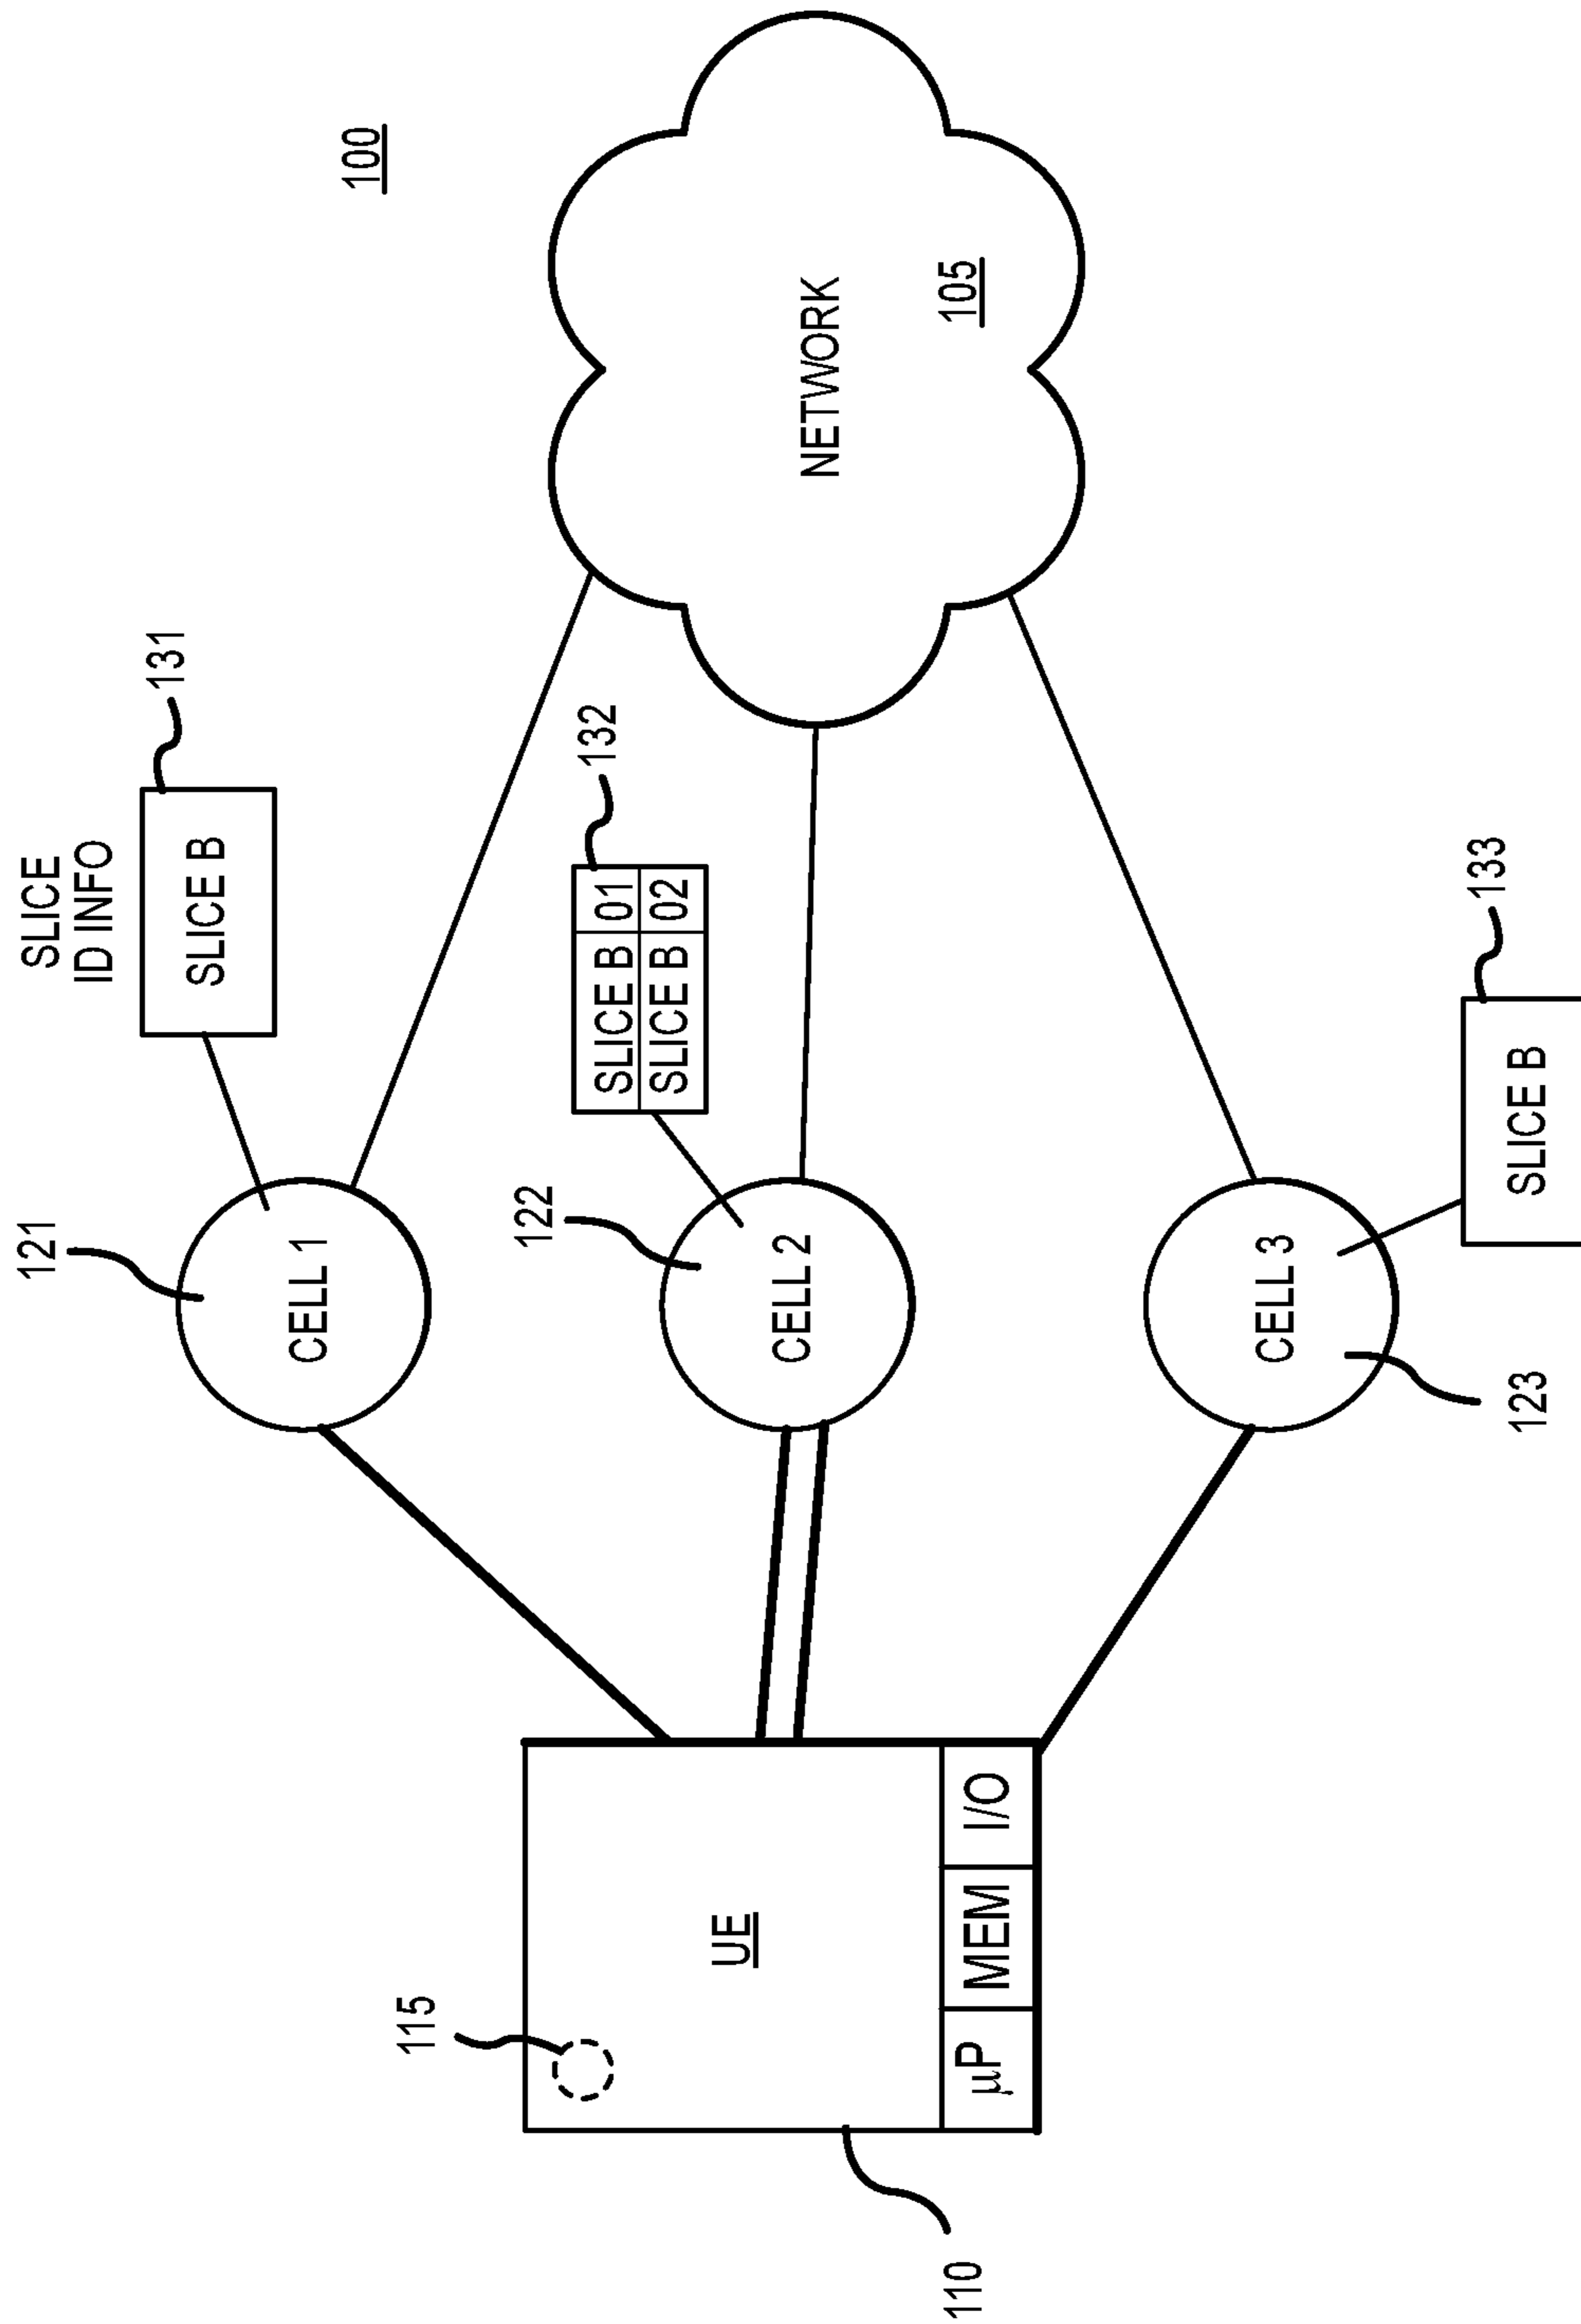 100
SLICE
ID INFO
131
SLICE B
121
CELL 1
132
SLICE B 01
SLICE B 02
122
CELL 2
NETWORK
105
115
UE
µP MEM I/O
110
133
SLICE B
CELL 3
123